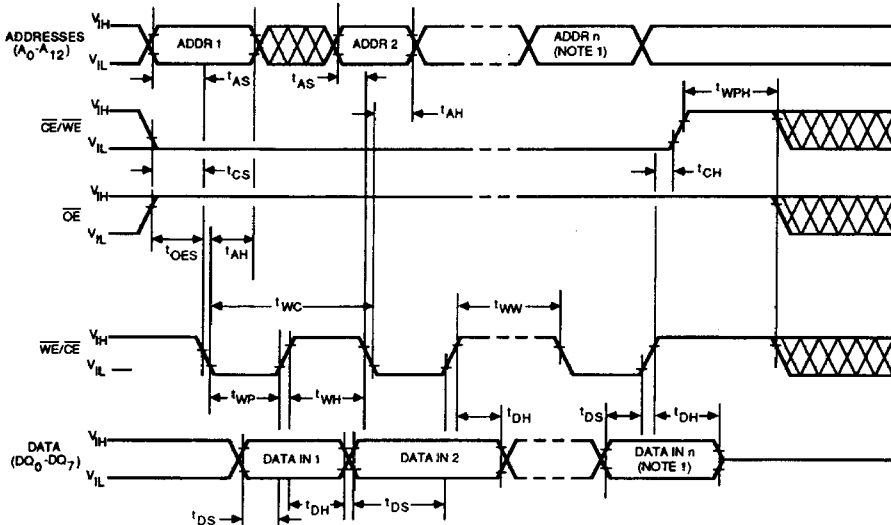 ADDRESSES
(A0-A12)
VIH
VIL
ADDR 1
ADDR 2
ADDR n
(NOTE 1)
tAS
tAS
tAH
tWPH
CE/WE
VIH
VIL
tCS
tCH
OE
VIH
VIL
tOES
tAH
tWC
tWW
WE/CE
VIH
VIL
tWP
tWH
tDH
tDS
tDH
DATA
(DQ0-DQ7)
VIH
VIL
DATA IN 1
DATA IN 2
DATA IN n
(NOTE 1)
tDS
tDH
tDS